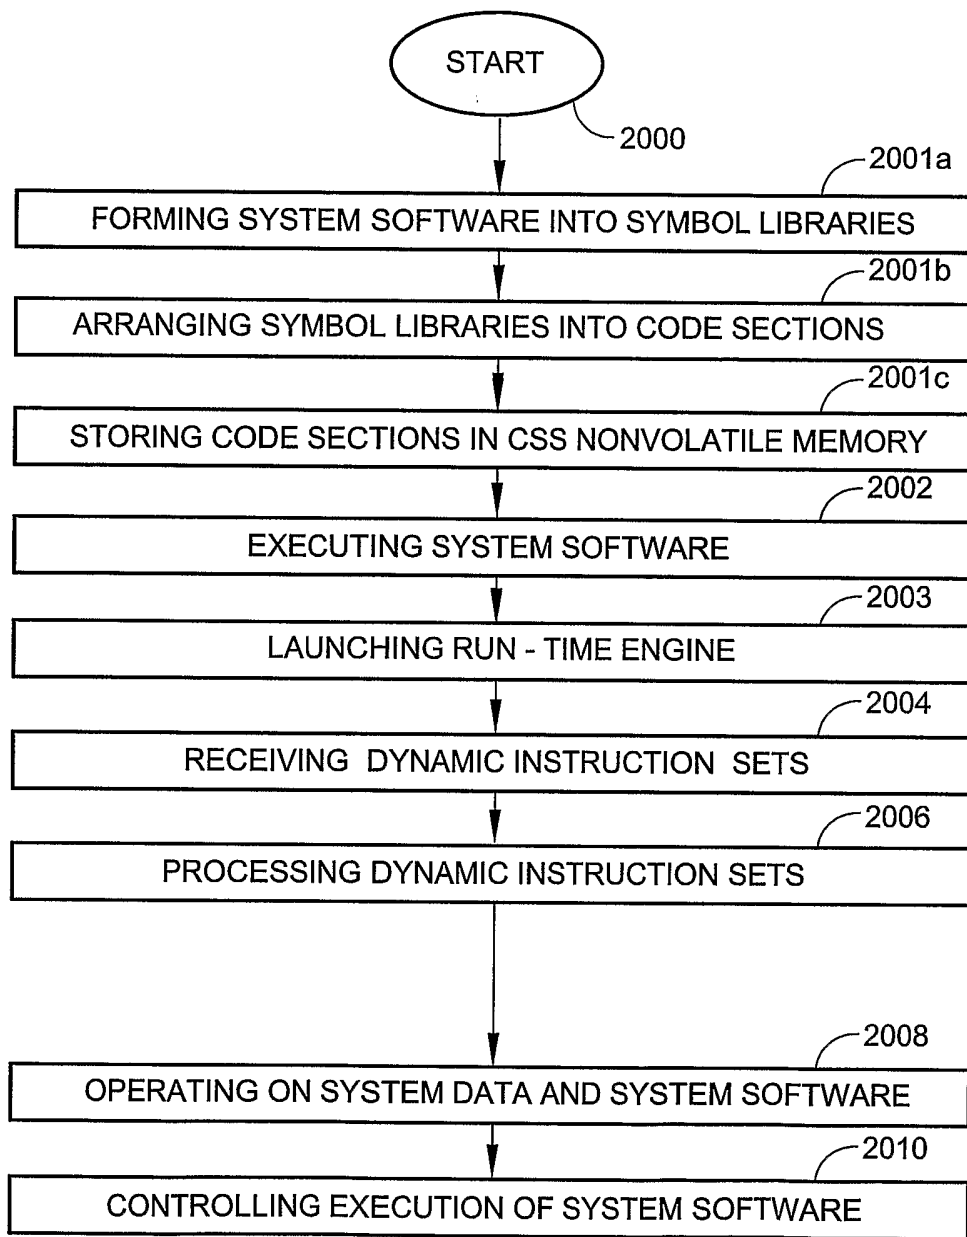 START
2000
2001a
FORMING SYSTEM SOFTWARE INTO SYMBOL LIBRARIES
2001b
ARRANGING SYMBOL LIBRARIES INTO CODE SECTIONS
2001c
STORING CODE SECTIONS IN CSS NONVOLATILE MEMORY
2002
EXECUTING SYSTEM SOFTWARE
2003
LAUNCHING RUN - TIME ENGINE
2004
RECEIVING DYNAMIC INSTRUCTION SETS
2006
PROCESSING DYNAMIC INSTRUCTION SETS
2008
OPERATING ON SYSTEM DATA AND SYSTEM SOFTWARE
2010
CONTROLLING EXECUTION OF SYSTEM SOFTWARE